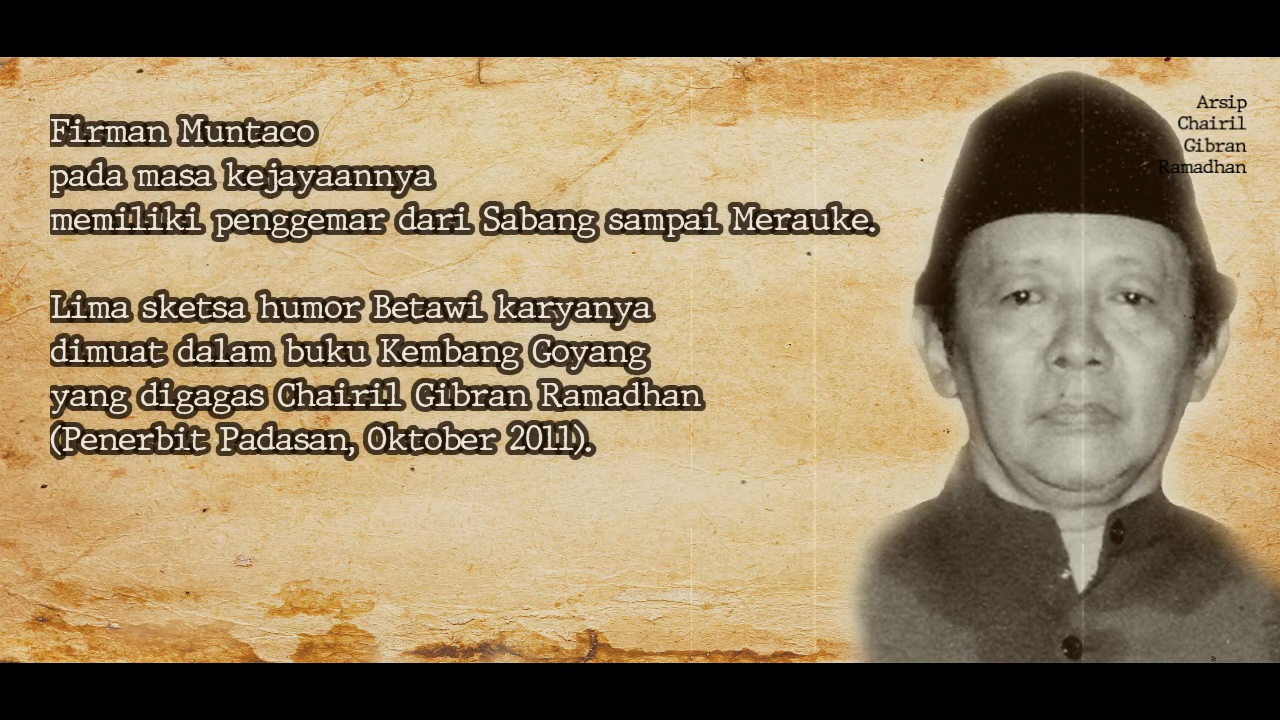 Firman Muntaco
pada masa kejayaannya
memiliki penggemar dari Sabang sampai Merauke.
Lima sketsa humor Betawi karyanya
dimuat dalam buku Kembang Goyang
yang digagas Chairil Gibran Ramadhan
(Penerbit Padasan, Oktober 2011).
Arsip
Chairil
Gibran
Ramadhan